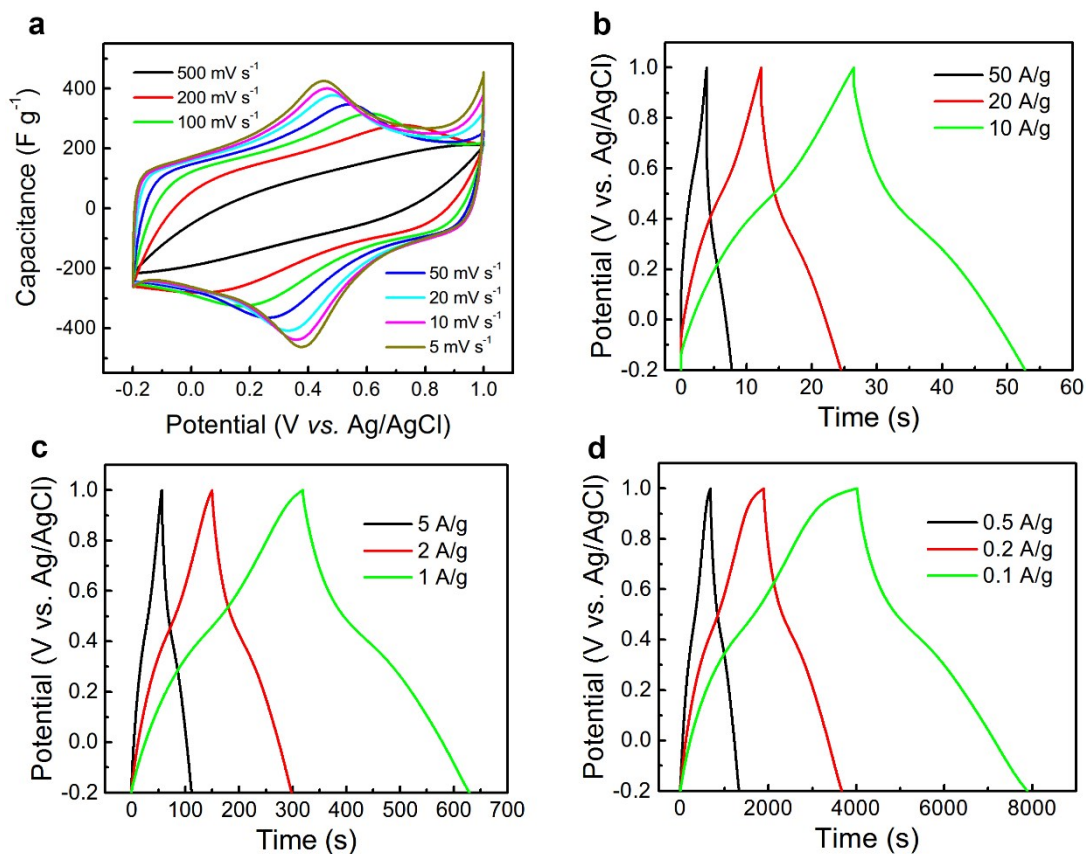 a
Capacitance (F g⁻¹)
400
200
0
-200
-400
500 mV s⁻¹
200 mV s⁻¹
100 mV s⁻¹
50 mV s⁻¹
20 mV s⁻¹
10 mV s⁻¹
5 mV s⁻¹
-0.2 0.0 0.2 0.4 0.6 0.8 1.0
Potential (V vs. Ag/AgCl)
b
Potential (V vs. Ag/AgCl)
1.0
0.8
0.6
0.4
0.2
0.0
-0.2
50 A/g
20 A/g
10 A/g
0 10 20 30 40 50 60
Time (s)
c
Potential (V vs. Ag/AgCl)
1.0
0.8
0.6
0.4
0.2
0.0
-0.2
5 A/g
2 A/g
1 A/g
0 100 200 300 400 500 600 700
Time (s)
d
Potential (V vs. Ag/AgCl)
1.0
0.8
0.6
0.4
0.2
0.0
-0.2
0.5 A/g
0.2 A/g
0.1 A/g
0 2000 4000 6000 8000
Time (s)